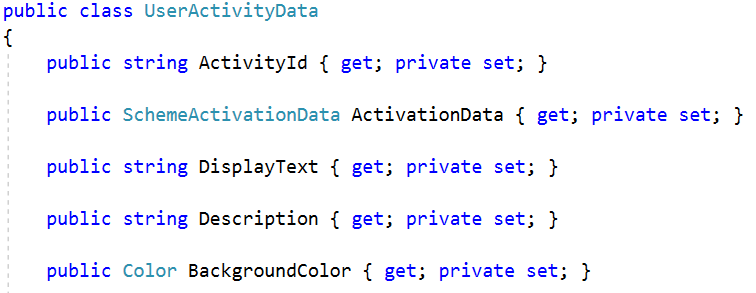 public class UserActivityData
{
public string ActivityId { get; private set; }
public SchemeActivationData ActivationData { get; private set; }
public string DisplayText { get; private set; }
public string Description { get; private set; }
public Color BackgroundColor { get; private set; }